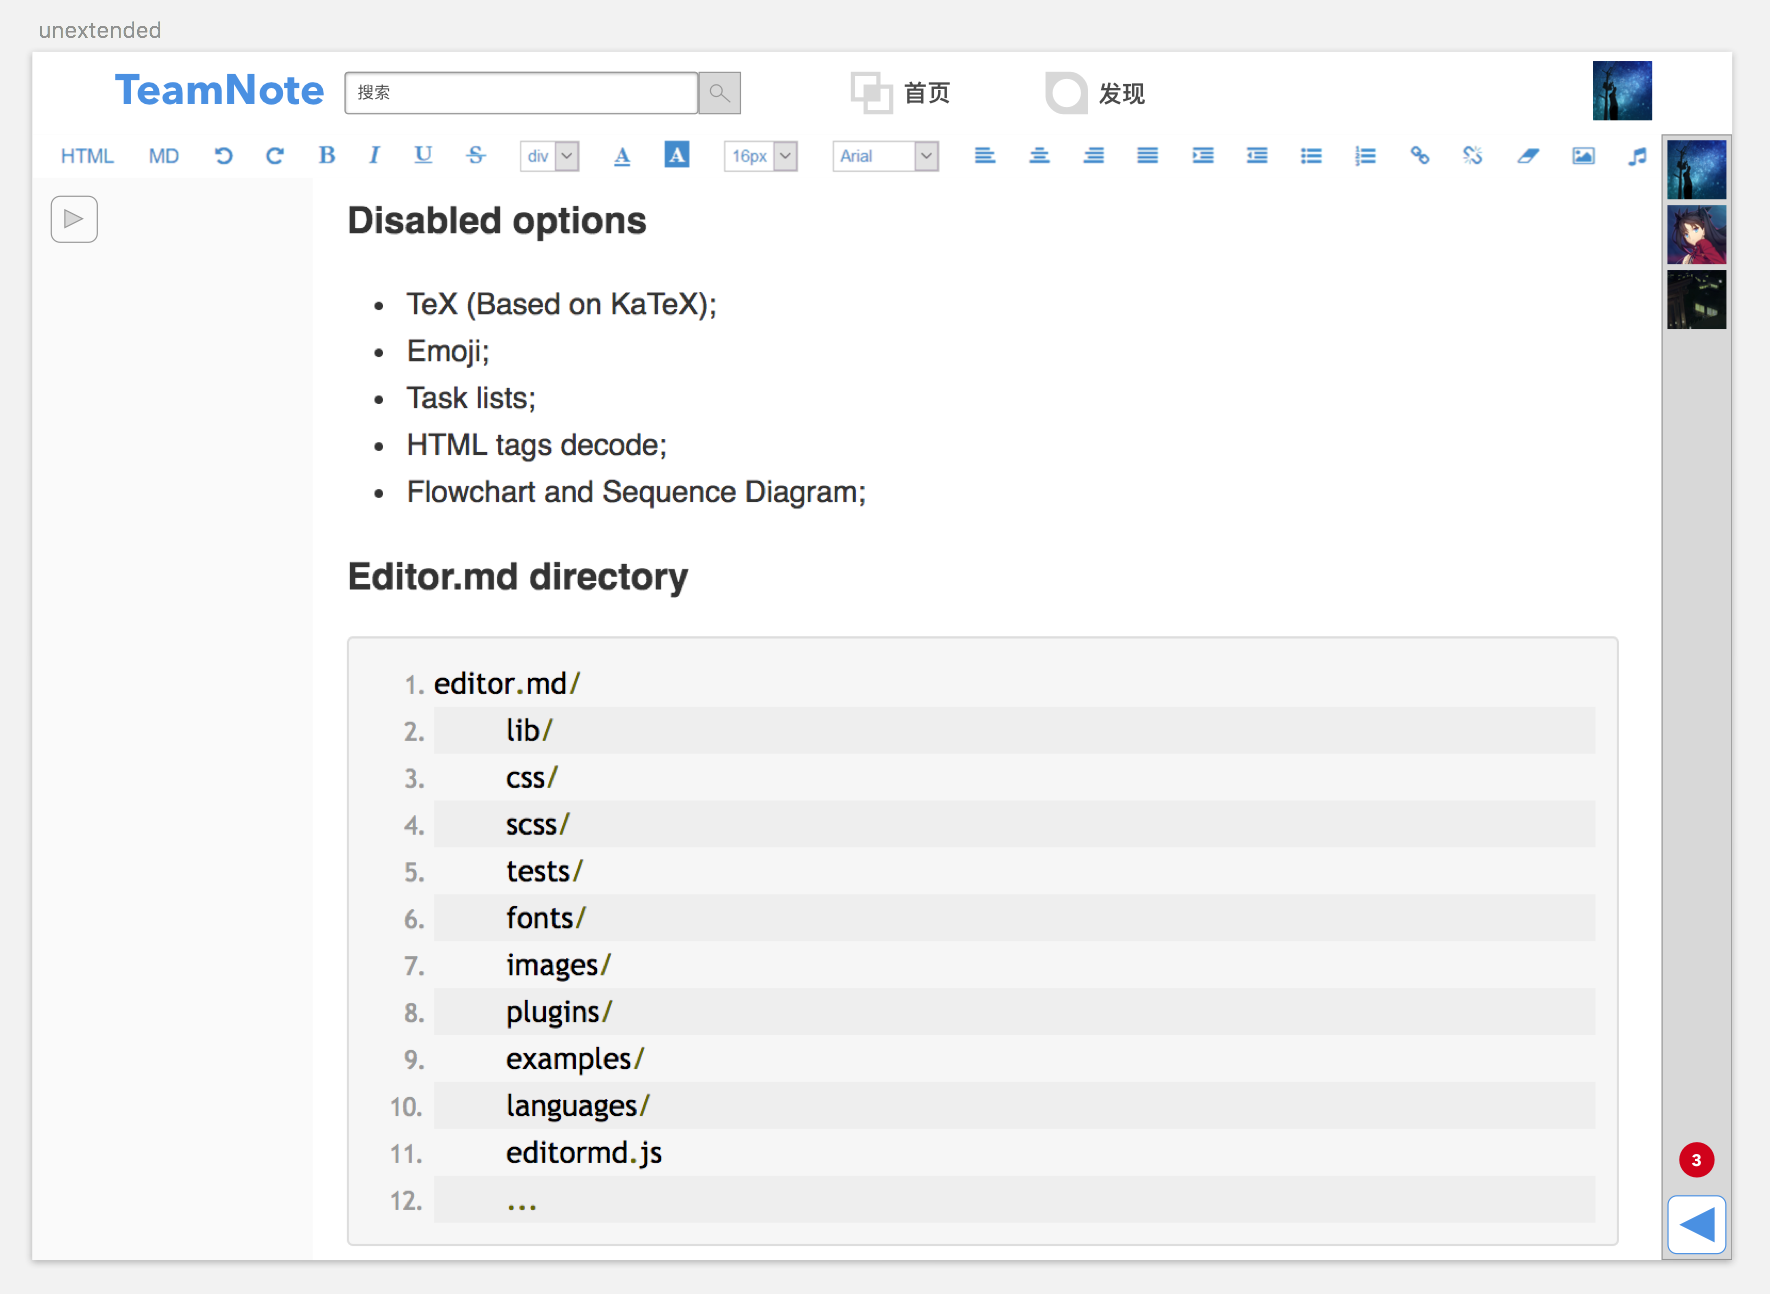 unextended
TeamNote 搜索 首页 发现
HTML MD B I U S div A A 16px Arial
Disabled options
• TeX (Based on KaTeX);
• Emoji;
• Task lists;
• HTML tags decode;
• Flowchart and Sequence Diagram;
Editor.md directory
1. editor.md/
2. lib/
3. css/
4. scss/
5. tests/
6. fonts/
7. images/
8. plugins/
9. examples/
10. languages/
11. editormd.js
12. ...
3